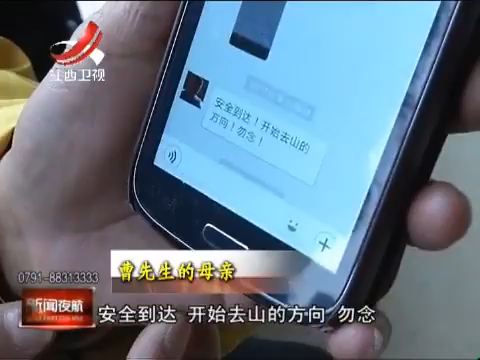 江西卫视
安全到达！开始去山的
方向！勿念！
曹先生的母亲
0791-88313333
新闻夜航
安全到达 开始去山的方向 勿念